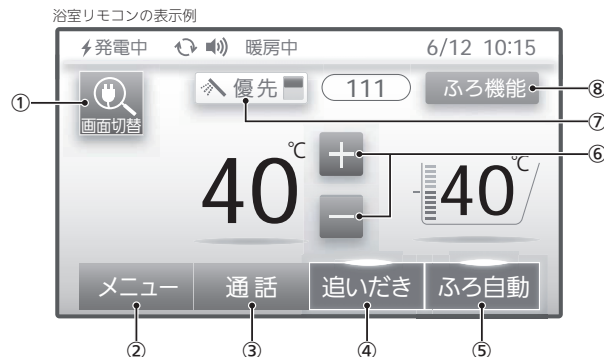 浴室リモコンの表示例
発電中 暖房中 6/12 10:15
① 画面切替 優先 111 ふろ機能 ⑧
⑦
40℃ + 40℃ ⑥
−
メニュー 通話 追いだき ふろ自動
② ③ ④ ⑤